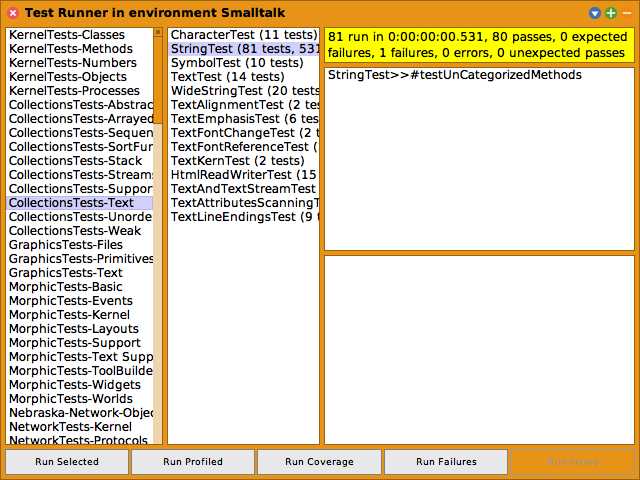 Test Runner in environment Smalltalk
KernelTests-Classes
KernelTests-Methods
KernelTests-Numbers
KernelTests-Objects
KernelTests-Processes
CollectionsTests-Abstrac
CollectionsTests-Arrayed
CollectionsTests-Sequen
CollectionsTests-SortFun
CollectionsTests-Stack
CollectionsTests-Streams
CollectionsTests-Support
CollectionsTests-Text
CollectionsTests-Unorde
CollectionsTests-Weak
GraphicsTests-Files
GraphicsTests-Primitives
GraphicsTests-Text
MorphicTests-Basic
MorphicTests-Events
MorphicTests-Kernel
MorphicTests-Layouts
MorphicTests-Support
MorphicTests-Text Supp
MorphicTests-ToolBuilde
MorphicTests-Widgets
MorphicTests-Worlds
Nebraska-Network-Objec
NetworkTests-Kernel
NetworkTests-Protocols
CharacterTest (11 tests)
StringTest (81 tests, 531
SymbolTest (10 tests)
TextTest (14 tests)
WideStringTest (20 tests)
TextAlignmentTest (2 te
TextEmphasisTest (6 tes
TextFontChangeTest (2 t
TextFontReferenceTest (
TextKernTest (2 tests)
HtmlReadWriterTest (15
TextAndTextStreamTest
TextAttributesScanningT
TextLineEndingsTest (9 t
81 run in 0:00:00:00.531, 80 passes, 0 expected
failures, 1 failures, 0 errors, 0 unexpected passes
StringTest>>#testUnCategorizedMethods
Run Selected
Run Profiled
Run Coverage
Run Failures
Run Errors